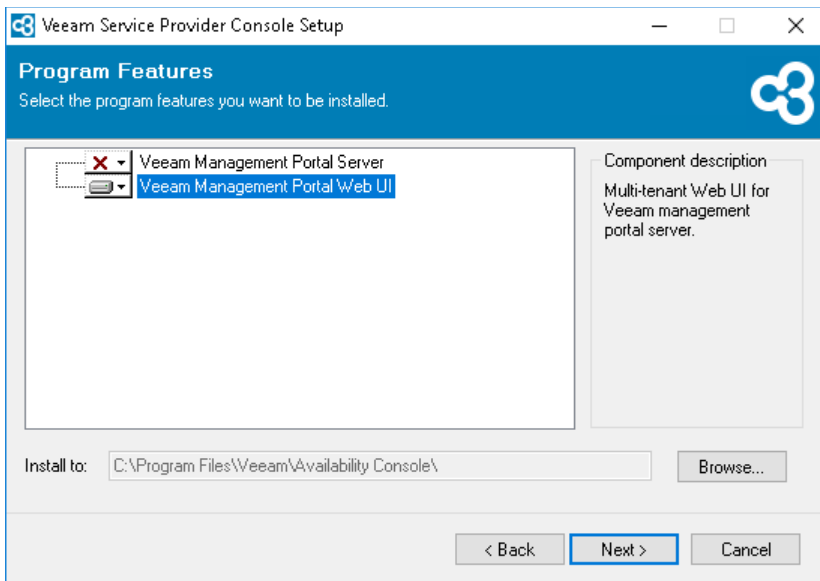 Veeam Service Provider Console Setup
Program Features
Select the program features you want to be installed.
Veeam Management Portal Server
Veeam Management Portal Web UI
Component description
Multi-tenant Web UI for
Veeam management
portal server.
Install to:
C:\Program Files\Veeam\Availability Console\
Browse...
< Back
Next >
Cancel